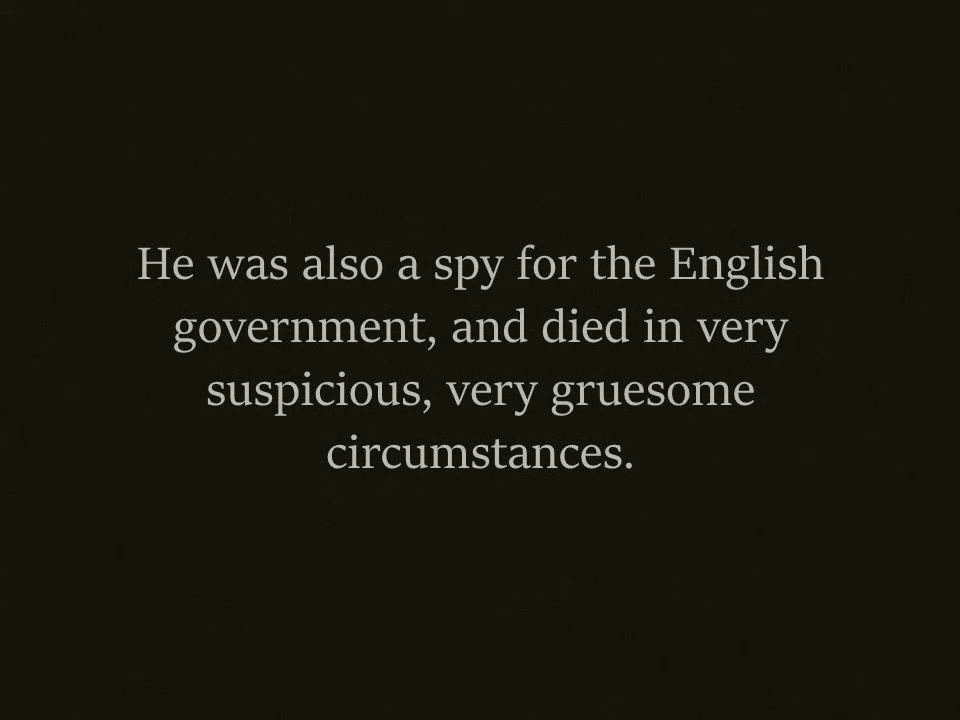 He was also a spy for the English
government, and died in very
suspicious, very gruesome
circumstances.